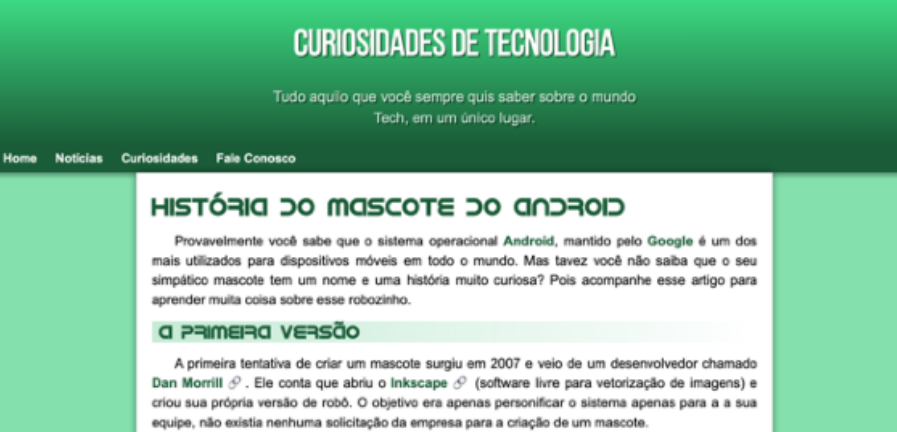 CURIOSIDADES DE TECNOLOGIA
Tudo aquilo que você sempre quis saber sobre o mundo
Tech, em um único lugar.
Home Notícias Curiosidades Fale Conosco
HISTÓRIA DO MASCOTE DO ANDROID
Provavelmente você sabe que o sistema operacional Android, mantido pelo Google é um dos
mais utilizados para dispositivos móveis em todo o mundo. Mas tavez você não saiba que o seu
simpático mascote tem um nome e uma história muito curiosa? Pois acompanhe esse artigo para
aprender muita coisa sobre esse robozinho.
A PRIMEIRA VERSÃO
A primeira tentativa de criar um mascote surgiu em 2007 e veio de um desenvolvedor chamado
Dan Morrill . Ele conta que abriu o Inkscape (software livre para vetorização de imagens) e
criou sua própria versão de robô. O objetivo era apenas personificar o sistema apenas para a a sua
equipe, não existia nenhuma solicitação da empresa para a criação de um mascote.